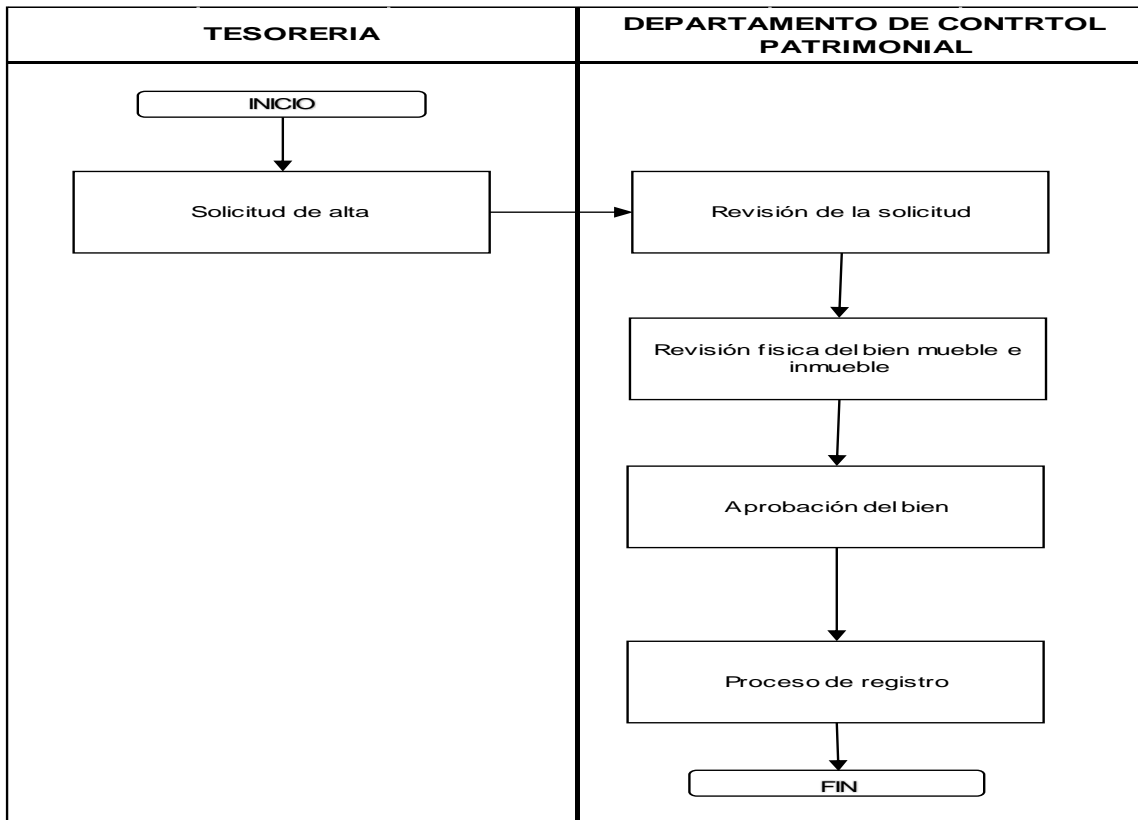 TESORERIA
DEPARTAMENTO DE CONTRTOL
PATRIMONIAL
INICIO
Solicitud de alta
Revisión de la solicitud
Revisión fisica del bien mueble e
inmueble
Aprobación del bien
Proceso de registro
FIN